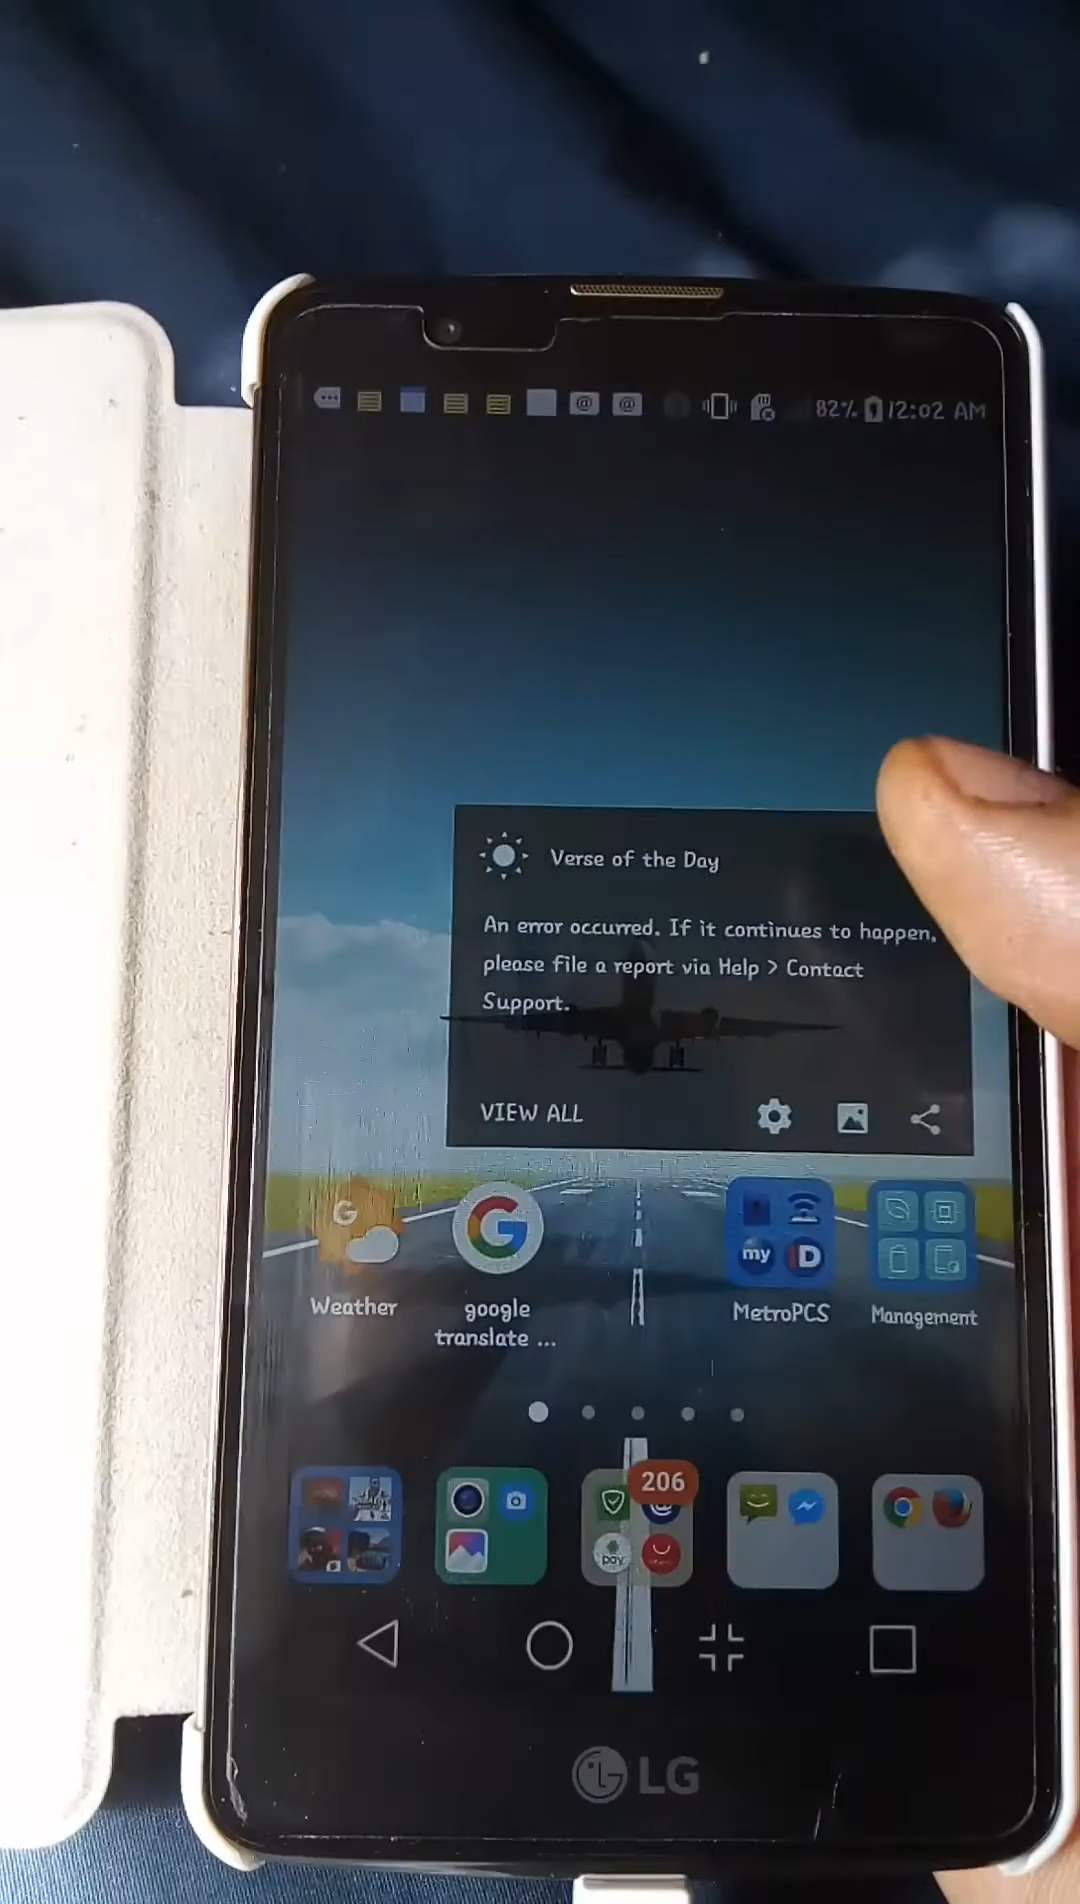 82% 12:02 AM
Verse of the Day
An error occurred. If it continues to happen,
please file a report via Help > Contact
Support.
VIEW ALL
G
G
my
D
Weather
google
translate ...
MetroPCS
Management
206
pay
LG